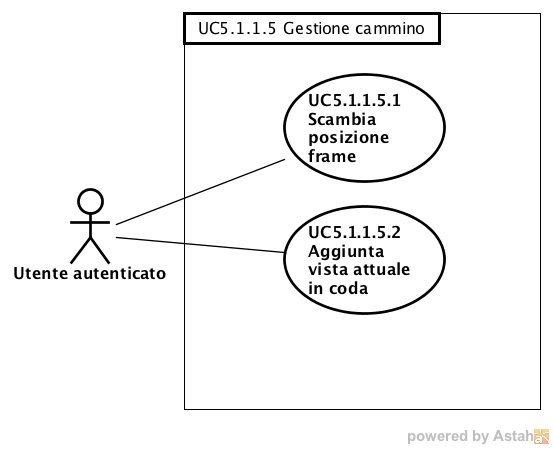 UC5.1.1.5 Gestione cammino
UC5.1.1.5.1
Scambia
posizione
frame
UC5.1.1.5.2
Aggiunta
vista attuale
in coda
Utente autenticato
powered by Astah